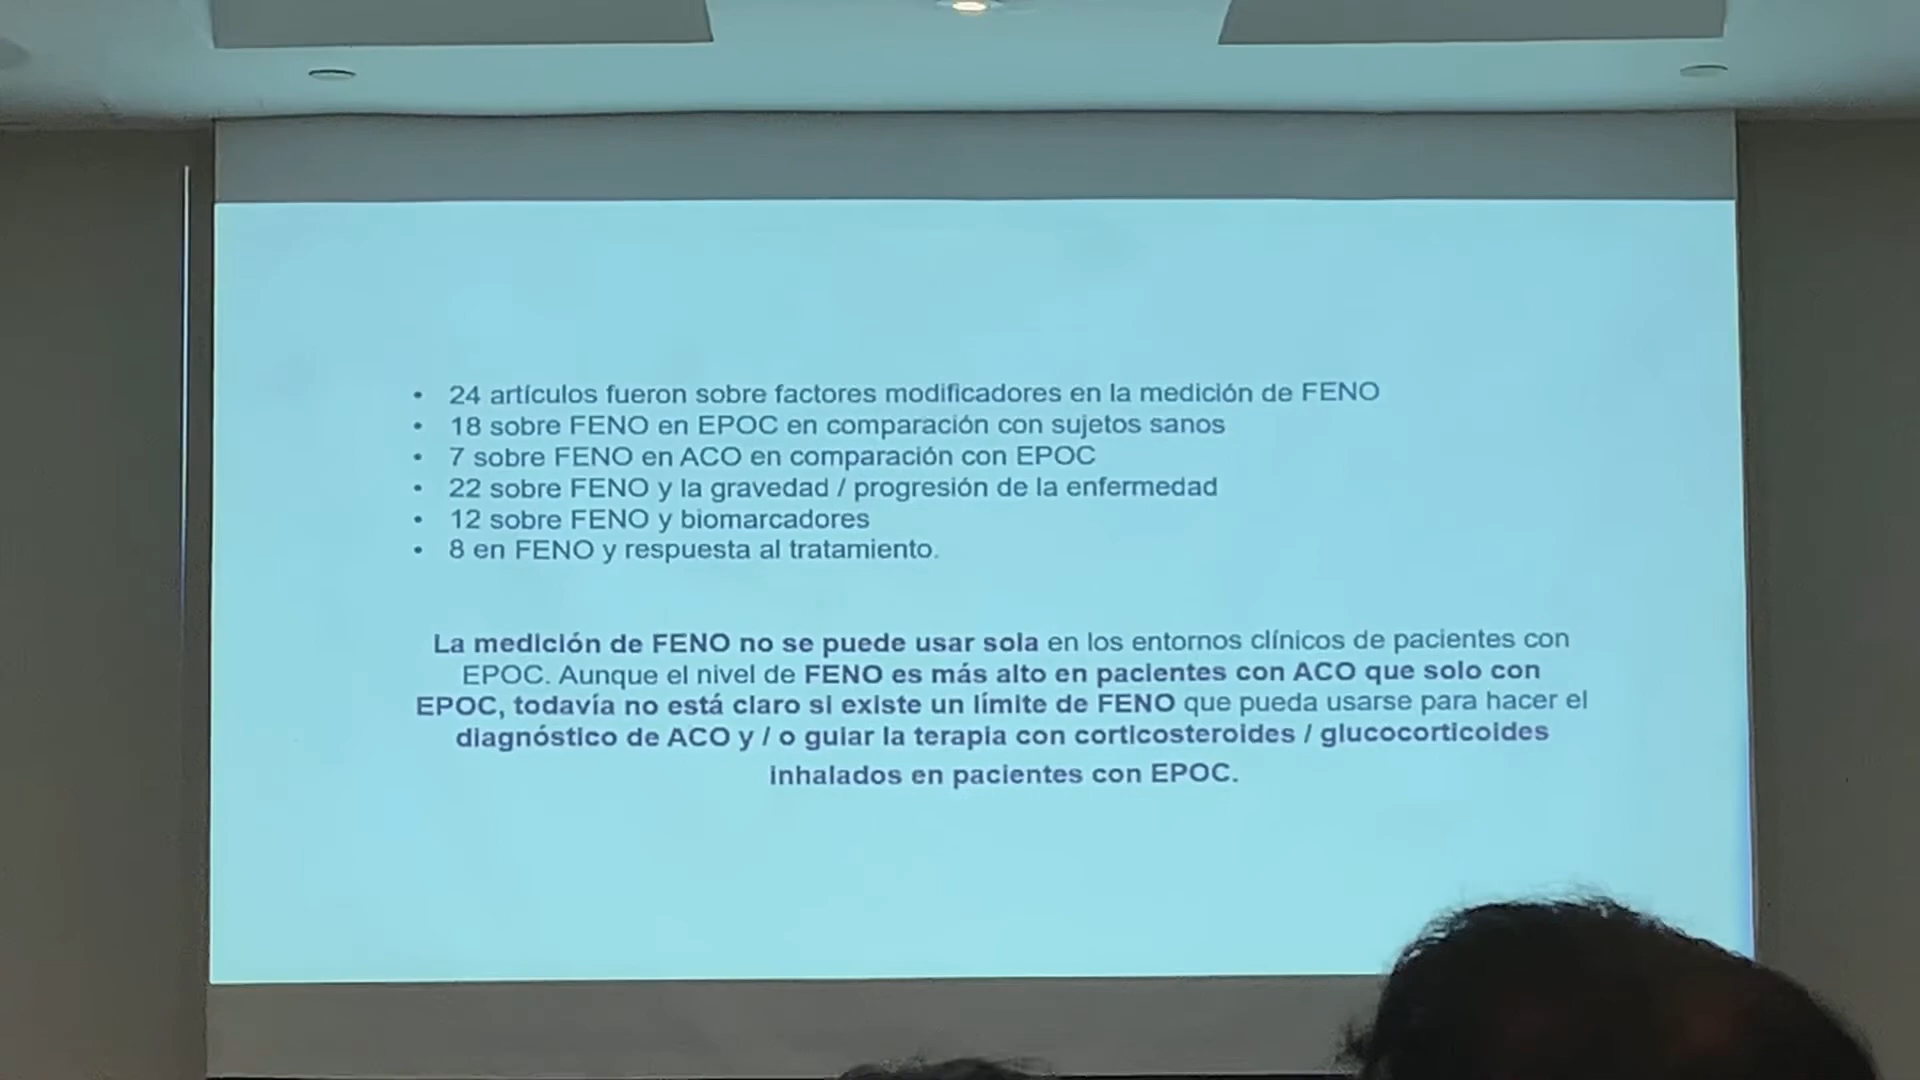 • 24 artículos fueron sobre factores modificadores en la medición de FENO
• 18 sobre FENO en EPOC en comparación con sujetos sanos
• 7 sobre FENO en ACO en comparación con EPOC
• 22 sobre FENO y la gravedad / progresión de la enfermedad
• 12 sobre FENO y biomarcadores
• 8 en FENO y respuesta al tratamiento.
La medición de FENO no se puede usar sola en los entornos clínicos de pacientes con
EPOC. Aunque el nivel de FENO es más alto en pacientes con ACO que solo con
EPOC, todavía no está claro si existe un límite de FENO que pueda usarse para hacer el
diagnóstico de ACO y / o guiar la terapia con corticosteroides / glucocorticoides
inhalados en pacientes con EPOC.